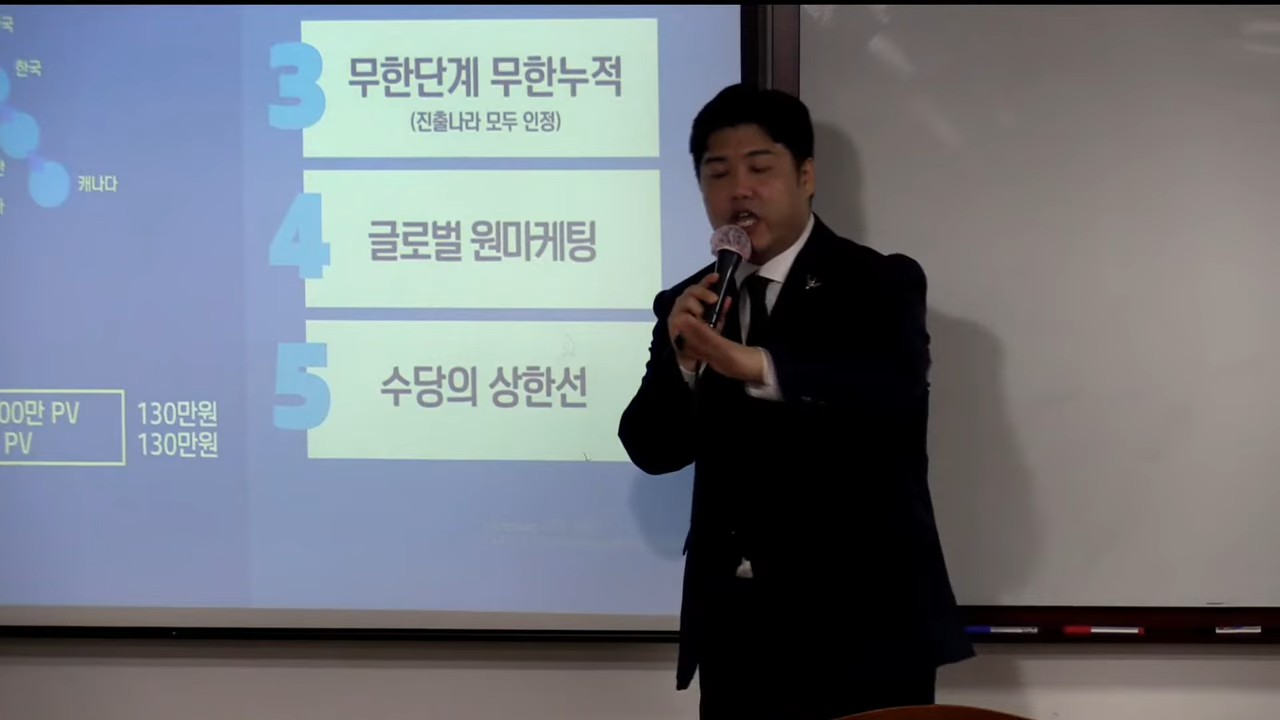 한국
캐나다
00만 PV 130만원
PV 130만원
3
무한단계 무한누적
(진출나라 모두 인정)
4
글로벌 원마케팅
5
수당의 상한선